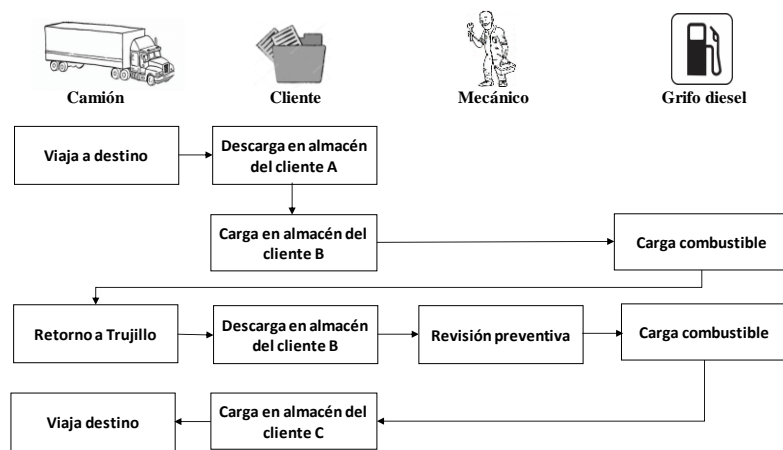 Camión
Cliente
Mecánico
Grifo diesel
Viaja a destino
Descarga en almacén
del cliente A
Carga en almacén del
cliente B
Carga combustible
Retorno a Trujillo
Descarga en almacén
del cliente B
Revisión preventiva
Carga combustible
Viaja destino
Carga en almacén del
cliente C